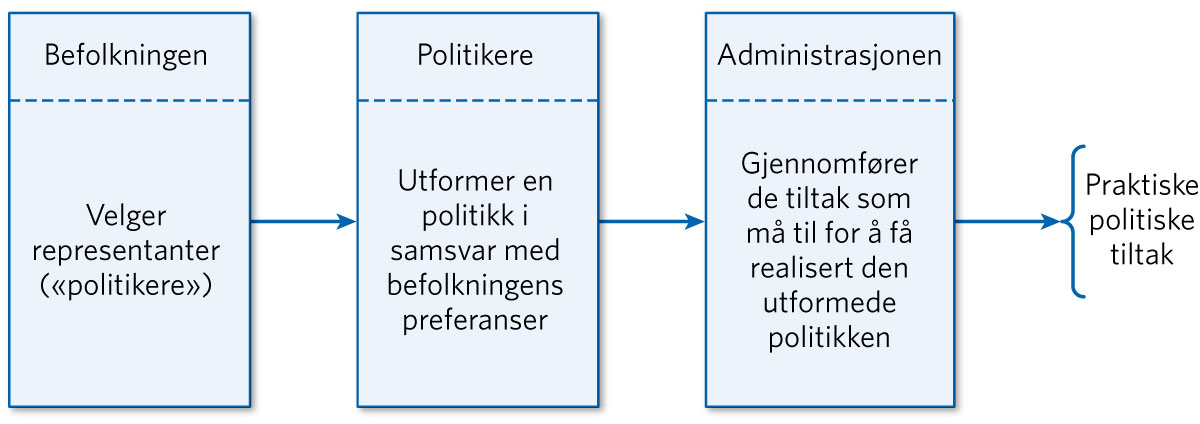 Befolkningen
Velger
representanter
(«politikere»)
Politikere
Utformer en
politikk i
samsvar med
befolkningens
preferanser
Administrasjonen
Gjennomfører
de tiltak som
må til for å få
realisert den
utformede
politikken
Praktiske
politiske
tiltak